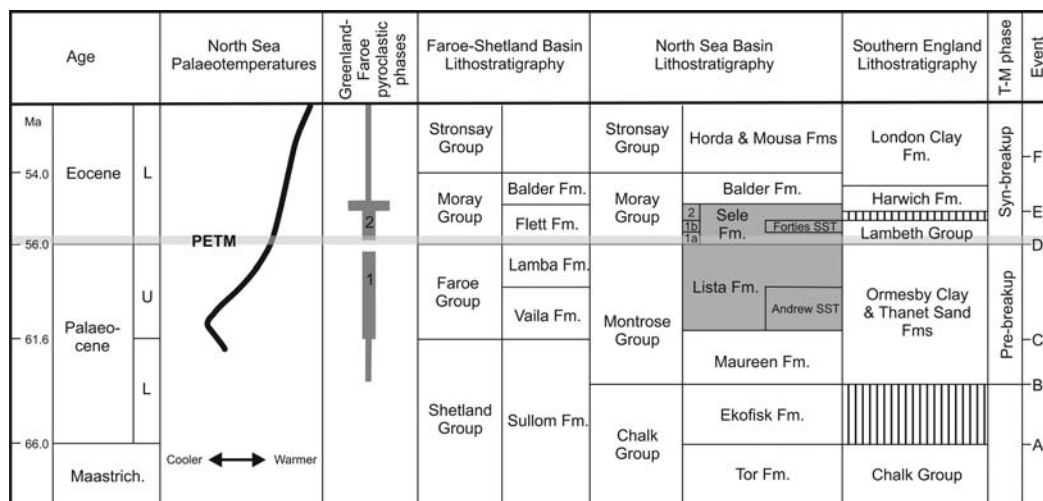 Age
North Sea
Palaeotemperatures
Greenland-
Faroe
pyroclastic
phases
Faroe-Shetland Basin
Lithostratigraphy
North Sea Basin
Lithostratigraphy
Southern England
Lithostratigraphy
T-M phase
Event
Ma
54.0
56.0
61.6
66.0
Eocene
Palaeo-
cene
Maastrich.
L
U
L
PETM
Cooler
Warmer
2
1
Stronsay
Group
Moray
Group
Faroe
Group
Shetland
Group
Balder Fm.
Flett Fm.
Lamba Fm.
Vaila Fm.
Sullom Fm.
Stronsay
Group
Moray
Group
Montrose
Group
Chalk
Group
Horda & Mousa Fms
Balder Fm.
2
1b
1a
Sele
Fm.
Forties SST
Lista Fm.
Andrew SST
Maureen Fm.
Ekofisk Fm.
Tor Fm.
London Clay
Fm.
Harwich Fm.
Lambeth Group
Ormesby Clay
& Thanet Sand
Fms
Chalk Group
Syn-breakup
Pre-breakup
F
E
D
C
B
A